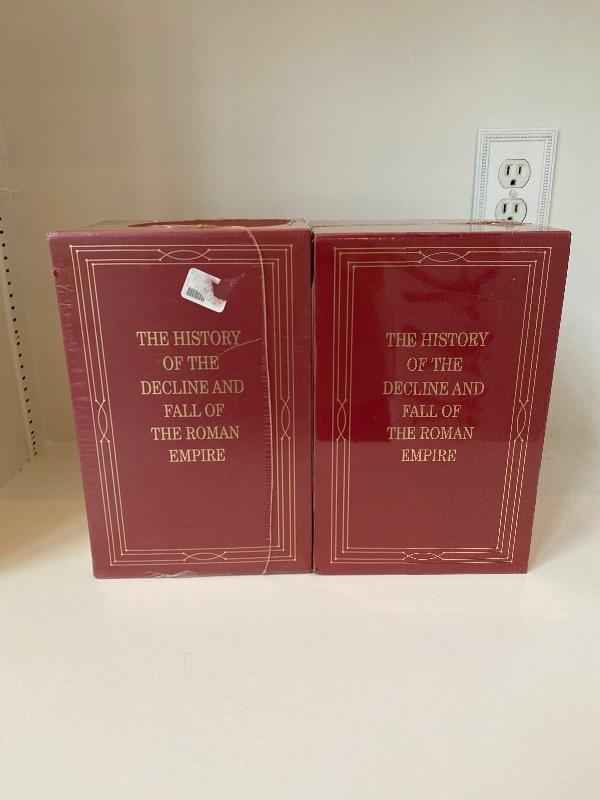 THE HISTORY
OF THE
DECLINE AND
FALL OF
THE ROMAN
EMPIRE
THE HISTORY
OF THE
DECLINE AND
FALL OF
THE ROMAN
EMPIRE